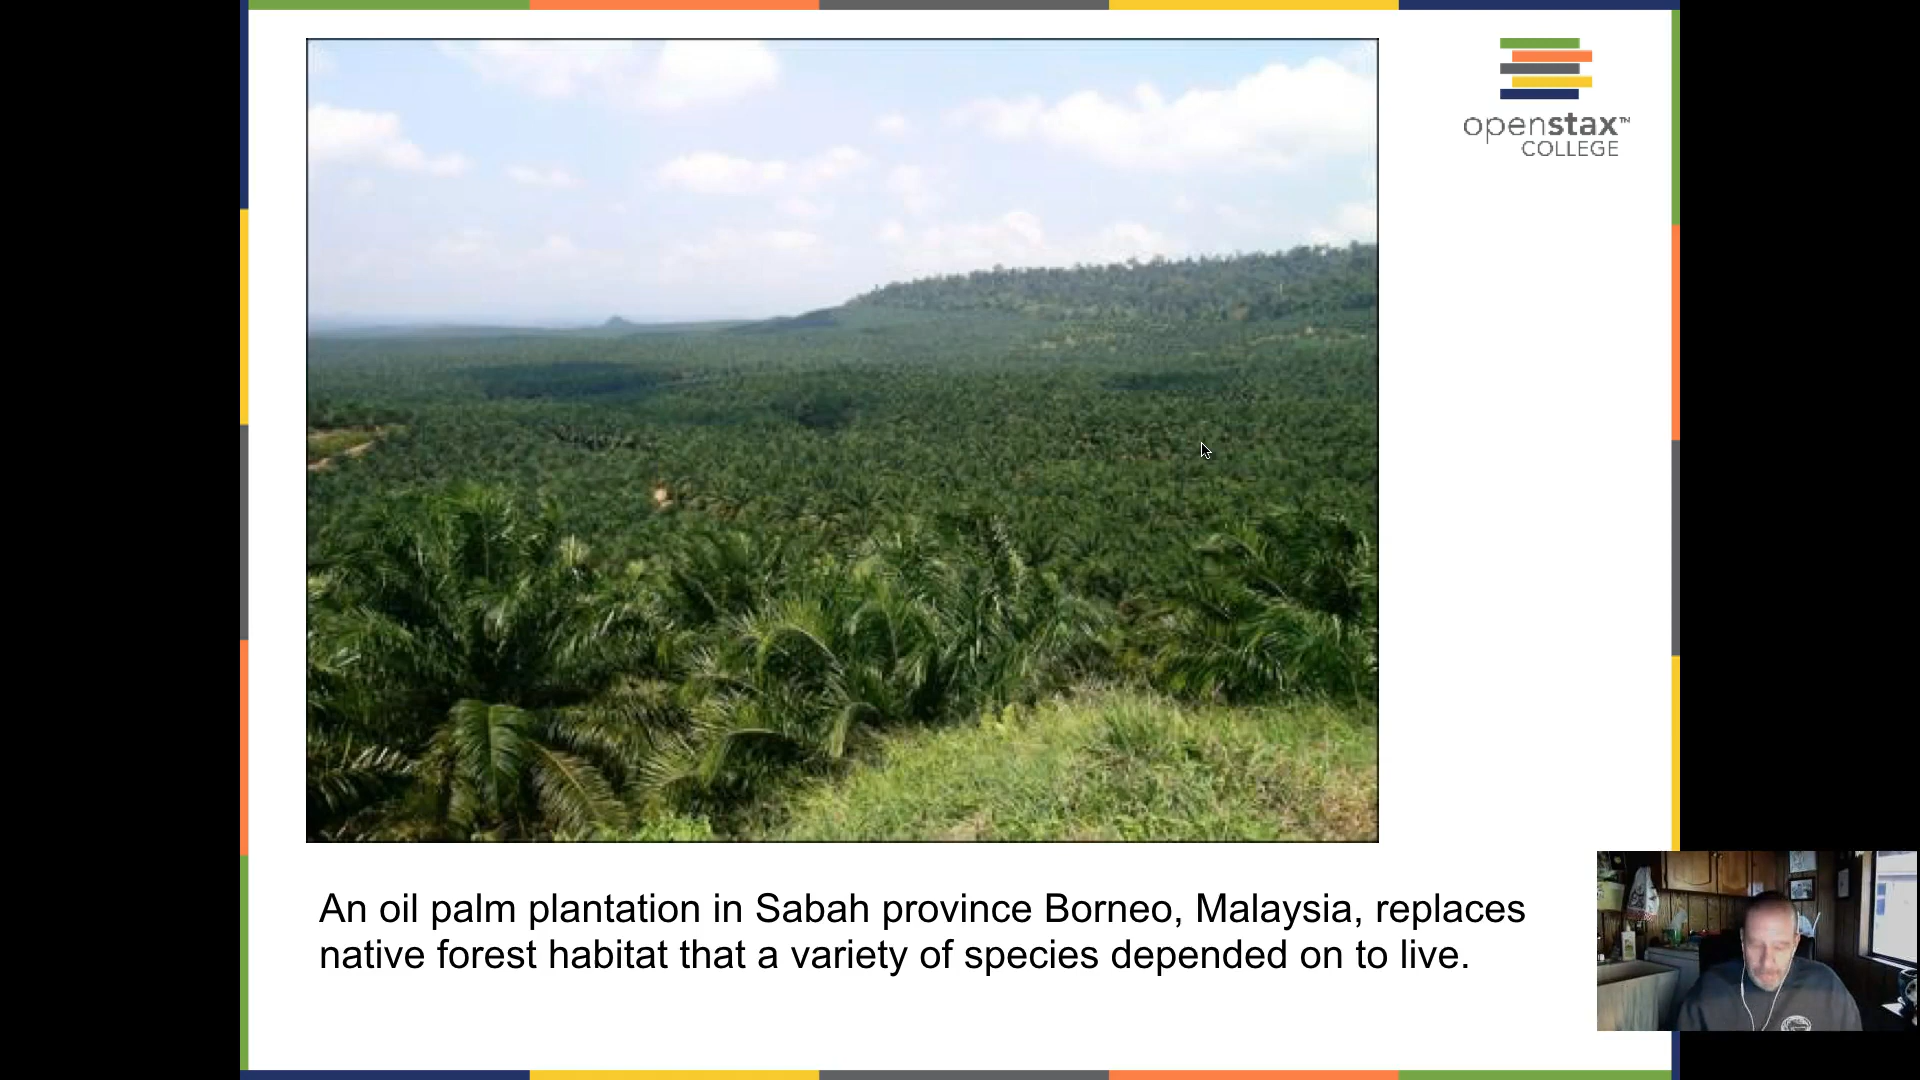 openstax™
COLLEGE
An oil palm plantation in Sabah province Borneo, Malaysia, replaces
native forest habitat that a variety of species depended on to live.